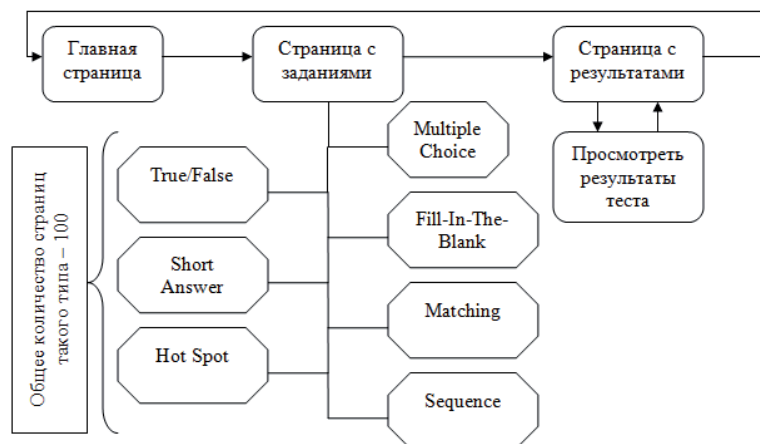 Главная
страница
Страница с
заданиями
Страница с
результатами
Multiple
Choice
Просмотреть
результаты
теста
True/False
Fill-In-The-
Blank
Short
Answer
Matching
Hot Spot
Sequence
Общее количество страниц
такого типа – 100